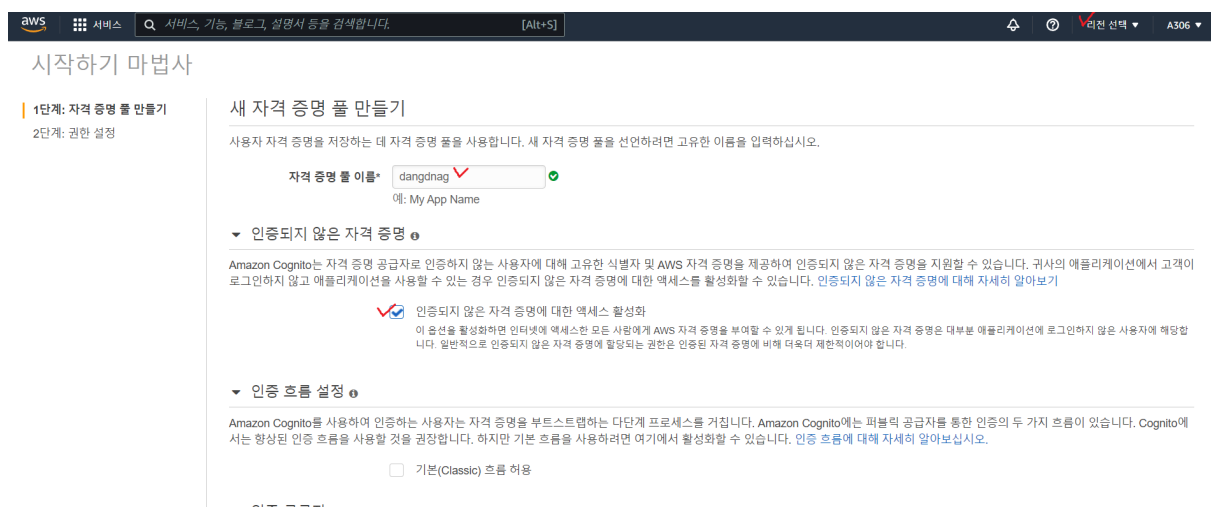 aws 서비스 서비스, 기능, 블로그, 설명서 등을 검색합니다. [Alt+S] 리전 선택 ▼ A306 ▼
시작하기 마법사
1단계: 자격 증명 풀 만들기
2단계: 권한 설정
새 자격 증명 풀 만들기
사용자 자격 증명을 저장하는 데 자격 증명 풀을 사용합니다. 새 자격 증명 풀을 선언하려면 고유한 이름을 입력하십시오.
자격 증명 풀 이름* dangdnag
예: My App Name
▼ 인증되지 않은 자격 증명
Amazon Cognito는 자격 증명 공급자로 인증하지 않는 사용자에 대해 고유한 식별자 및 AWS 자격 증명을 제공하여 인증되지 않은 자격 증명을 지원할 수 있습니다. 귀사의 애플리케이션에서 고객이
로그인하지 않고 애플리케이션을 사용할 수 있는 경우 인증되지 않은 자격 증명에 대한 액세스를 활성화할 수 있습니다. 인증되지 않은 자격 증명에 대해 자세히 알아보기
인증되지 않은 자격 증명에 대한 액세스 활성화
이 옵션을 활성화하면 인터넷에 액세스한 모든 사람에게 AWS 자격 증명을 부여할 수 있게 됩니다. 인증되지 않은 자격 증명은 대부분 애플리케이션에 로그인하지 않은 사용자에 해당합
니다. 일반적으로 인증되지 않은 자격 증명에 할당되는 권한은 인증된 자격 증명에 비해 더욱더 제한적이어야 합니다.
▼ 인증 흐름 설정
Amazon Cognito를 사용하여 인증하는 사용자는 자격 증명을 부트스트랩하는 다단계 프로세스를 거칩니다. Amazon Cognito에는 퍼블릭 공급자를 통한 인증의 두 가지 흐름이 있습니다. Cognito에
서는 향상된 인증 흐름을 사용할 것을 권장합니다. 하지만 기본 흐름을 사용하려면 여기에서 활성화할 수 있습니다. 인증 흐름에 대해 자세히 알아보십시오.
기본(Classic) 흐름 허용